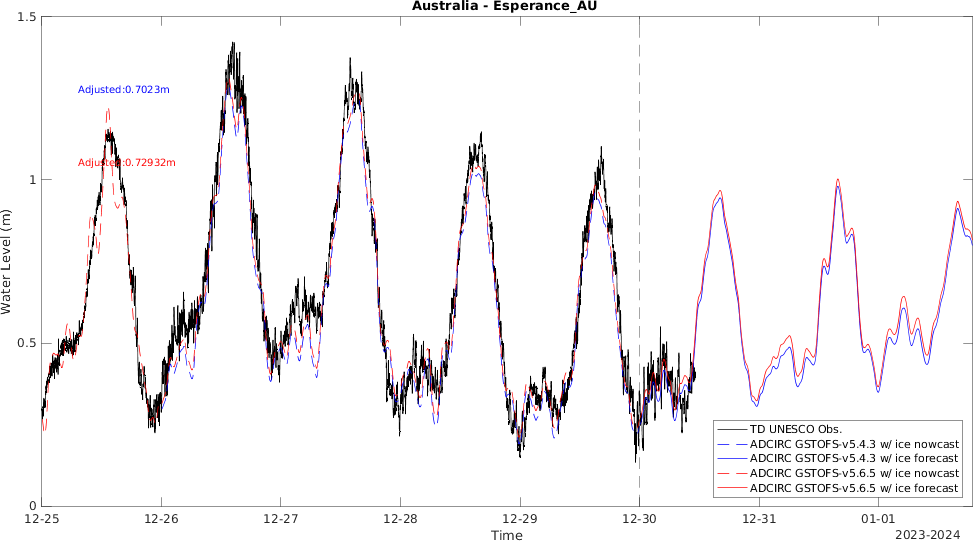 Australia - Esperance_AU
1.5
Adjusted:0.7023m
Adjusted:0.72932m
1
Water Level (m)
0.5
0
TD UNESCO Obs.
ADCIRC GSTOFS-v5.4.3 w/ ice nowcast
ADCIRC GSTOFS-v5.4.3 w/ ice forecast
ADCIRC GSTOFS-v5.6.5 w/ ice nowcast
ADCIRC GSTOFS-v5.6.5 w/ ice forecast
12-25 12-26 12-27 12-28 12-29 12-30 12-31 01-01
Time
2023-2024